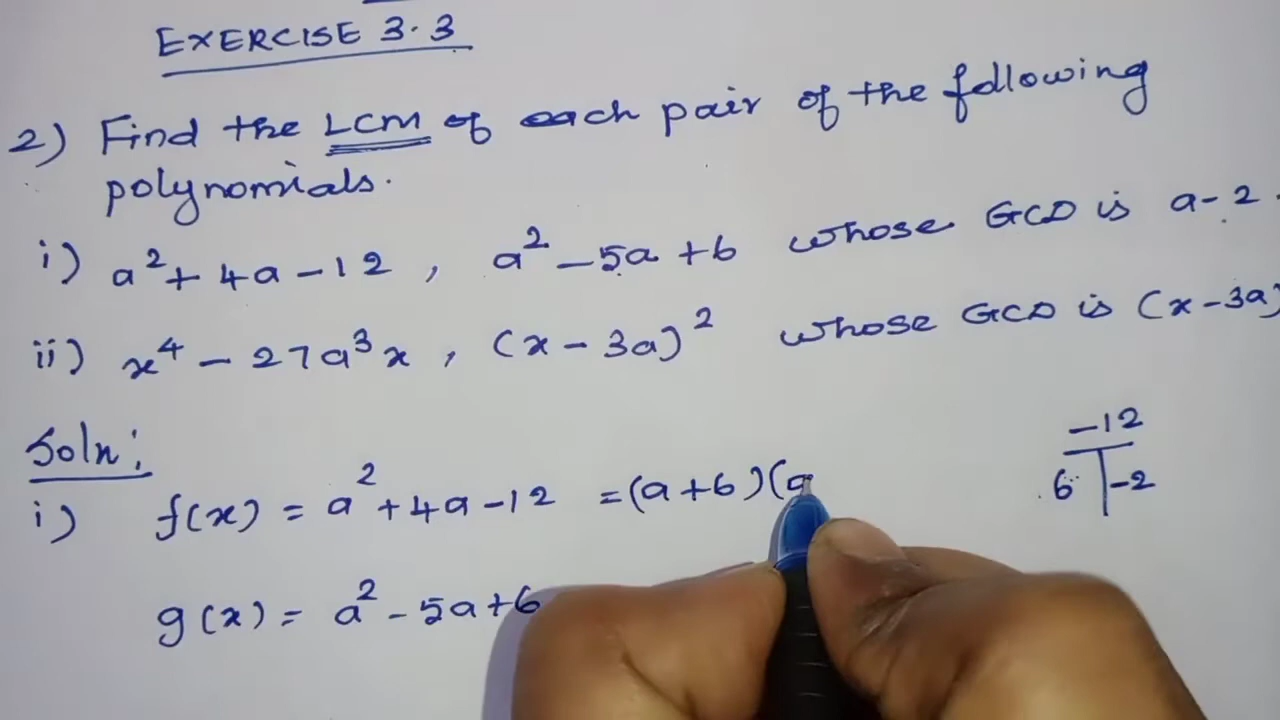 EXERCISE 3.3
2) Find the LCM of each pair of the following
polynomials.
i) a²+ 4a - 12 , a² - 5a + 6 whose GCD is a - 2.
ii) x⁴ - 27a³x , (x - 3a)² whose GCD is (x - 3a)
Soln:
i) f(x) = a² + 4a - 12 = (a + 6)(a
-12
6 -2
g(x) = a² - 5a + 6